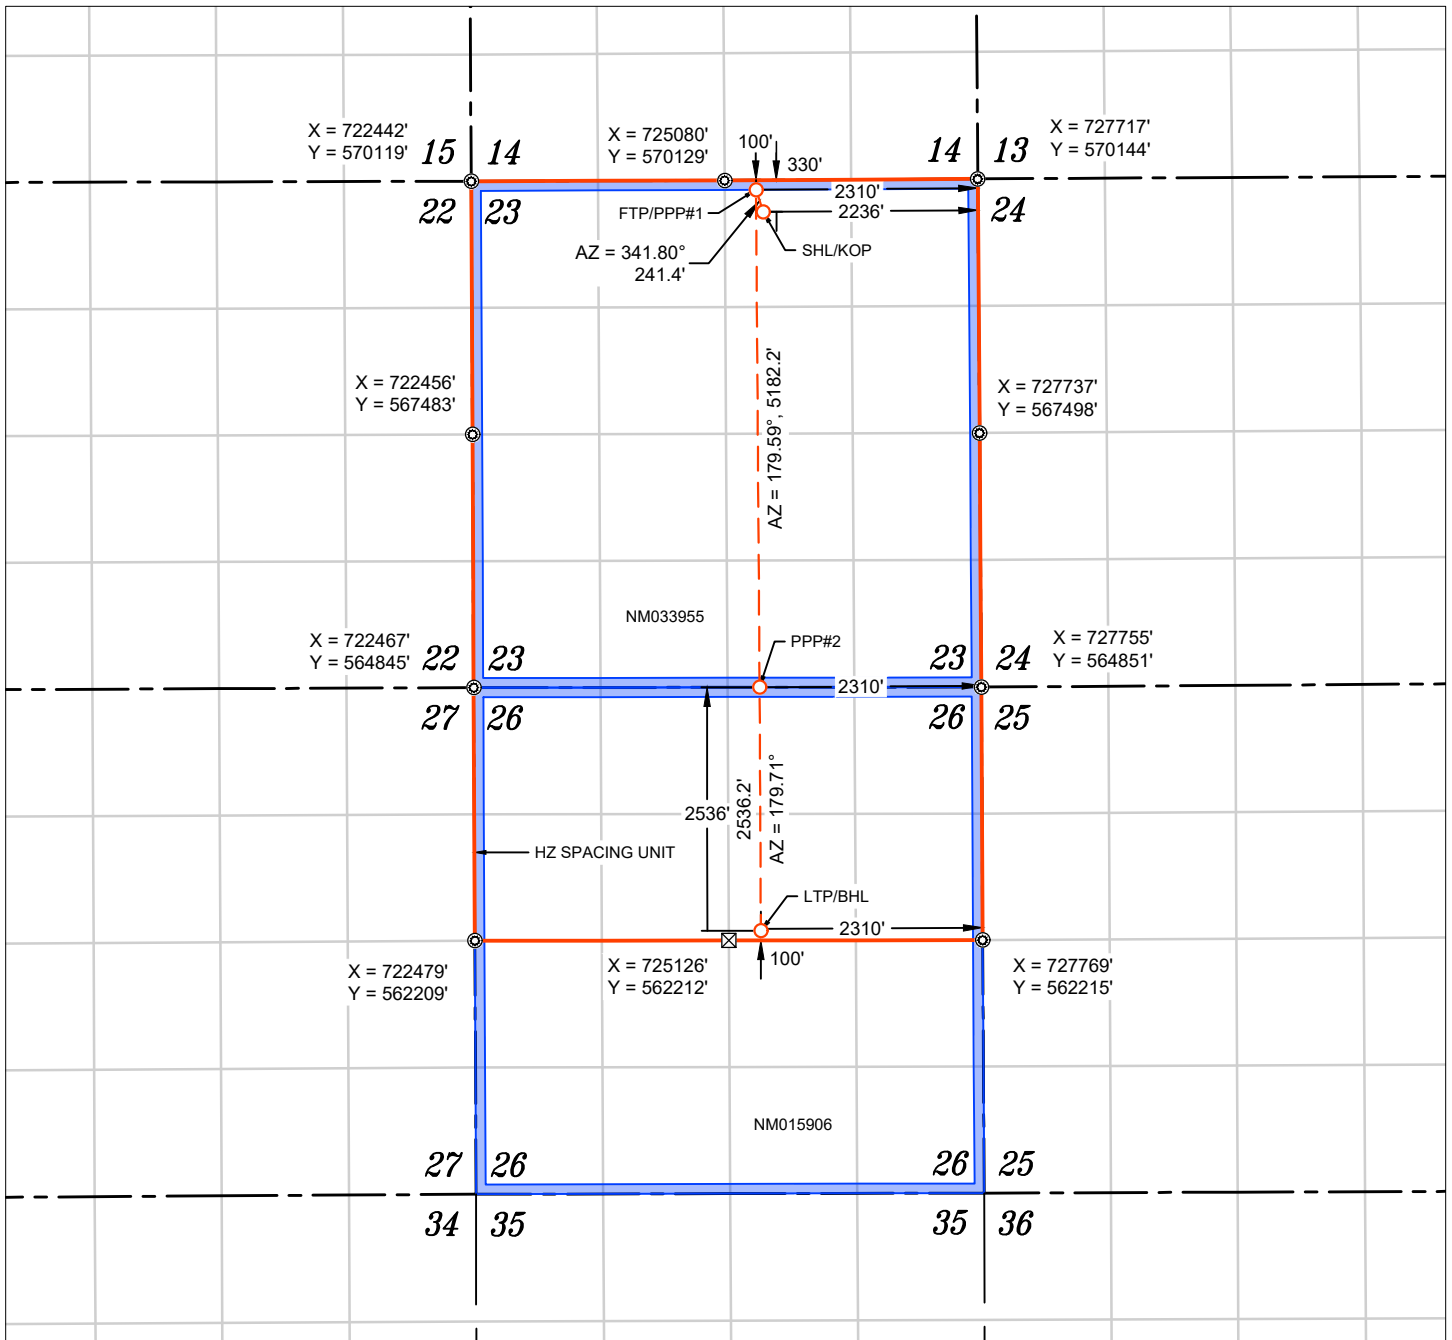 X = 722442'
Y = 570119'
15
14
X = 725080'
Y = 570129'
100'
330'
14
13
X = 727717'
Y = 570144'
22
23
FTP/PPP#1
2310'
2236'
24
AZ = 341.80°
241.4'
SHL/KOP
X = 722456'
Y = 567483'
AZ = 179.59°, 5182.2'
X = 727737'
Y = 567498'
NM033955
X = 722467'
Y = 564845'
22
23
PPP#2
23
24
X = 727755'
Y = 564851'
2310'
27
26
26
25
2536'
2536.2'
AZ = 179.71°
HZ SPACING UNIT
LTP/BHL
2310'
X = 722479'
Y = 562209'
X = 725126'
Y = 562212'
100'
X = 727769'
Y = 562215'
NM015906
27
26
26
25
34
35
35
36